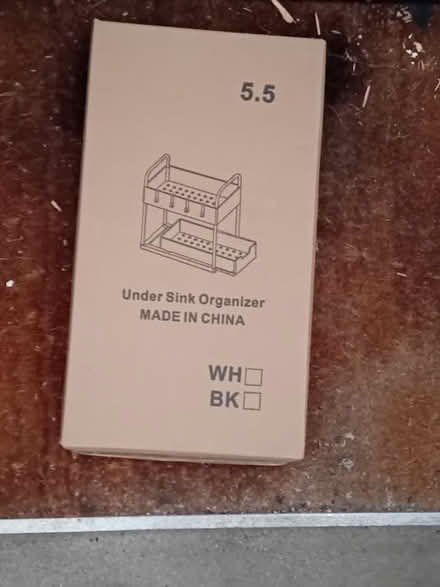 5.5
Under Sink Organizer
MADE IN CHINA
WH☐
BK☐